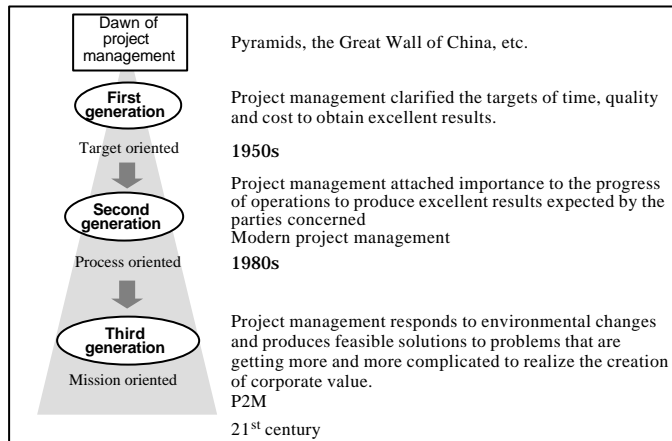 Dawn of
project
management
Pyramids, the Great Wall of China, etc.
First
generation
Project management clarified the targets of time, quality
and cost to obtain excellent results.
Target oriented
1950s
Second
generation
Project management attached importance to the progress
of operations to produce excellent results expected by the
parties concerned
Modern project management
Process oriented
1980s
Third
generation
Project management responds to environmental changes
and produces feasible solutions to problems that are
getting more and more complicated to realize the creation
of corporate value.
Mission oriented
P2M
21st century